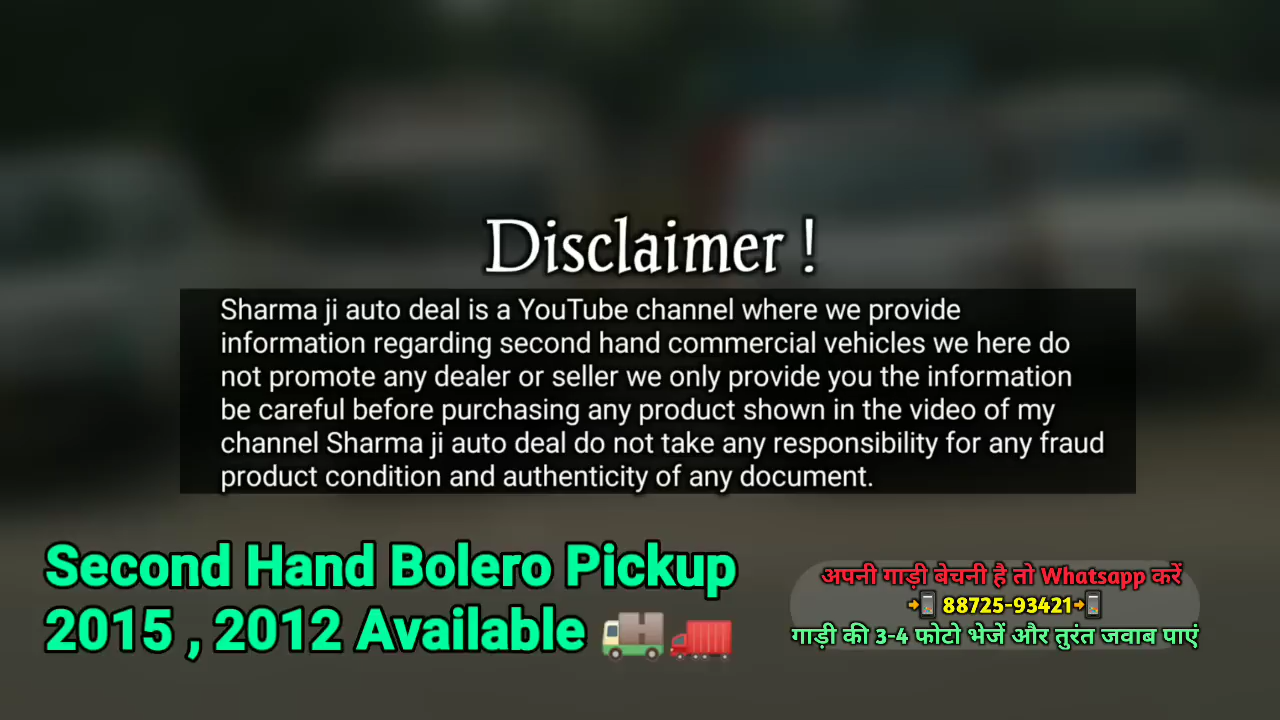 Disclaimer !
Sharma ji auto deal is a YouTube channel where we provide
information regarding second hand commercial vehicles we here do
not promote any dealer or seller we only provide you the information
be careful before purchasing any product shown in the video of my
channel Sharma ji auto deal do not take any responsibility for any fraud
product condition and authenticity of any document.
Second Hand Bolero Pickup
2015 , 2012 Available 🚚🚛
अपनी गाड़ी बेचनी है तो Whatsapp करें
📲 88725-93421📲
गाड़ी की 3-4 फोटो भेजें और तुरंत जवाब पाएं